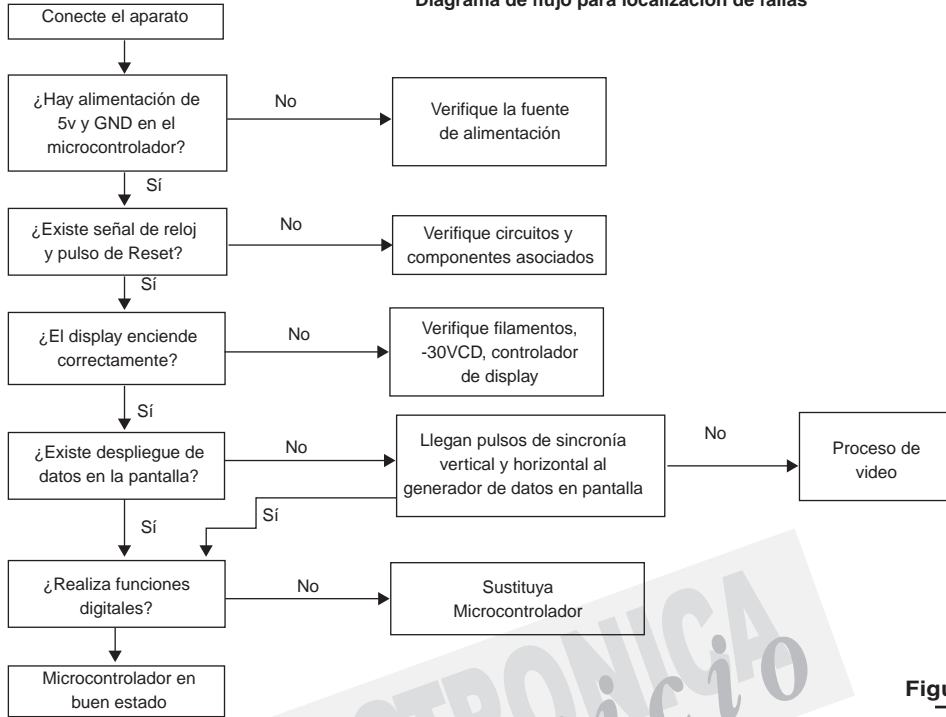 Diagrama de flujo para localización de fallas
Conecte el aparato
¿Hay alimentación de
5v y GND en el
microcontrolador?
No
Verifique la fuente
de alimentación
Sí
¿Existe señal de reloj
y pulso de Reset?
No
Verifique circuitos y
componentes asociados
Sí
¿El display enciende
correctamente?
No
Verifique filamentos,
-30VCD, controlador
de display
Sí
¿Existe despliegue de
datos en la pantalla?
No
Llegan pulsos de sincronía
vertical y horizontal al
generador de datos en pantalla
No
Proceso de
video
Sí
Sí
¿Realiza funciones
digitales?
No
Sustituya
Microcontrolador
Microcontrolador en
buen estado